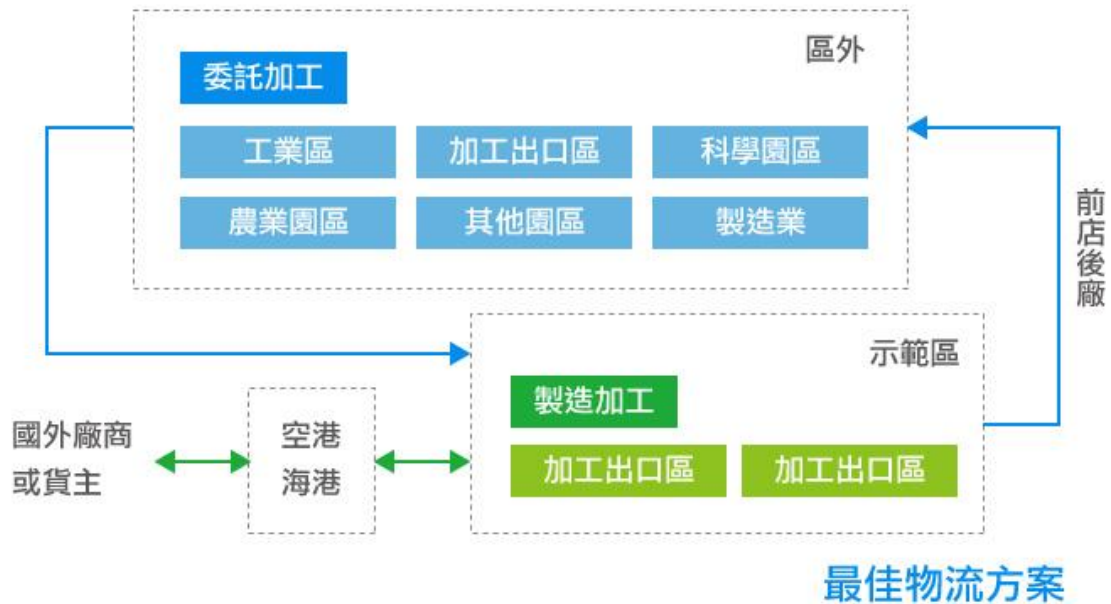 區外
委託加工
工業區
加工出口區
科學園區
農業園區
其他園區
製造業
前店後廠
示範區
製造加工
加工出口區
加工出口區
國外廠商
或貨主
空港
海港
最佳物流方案